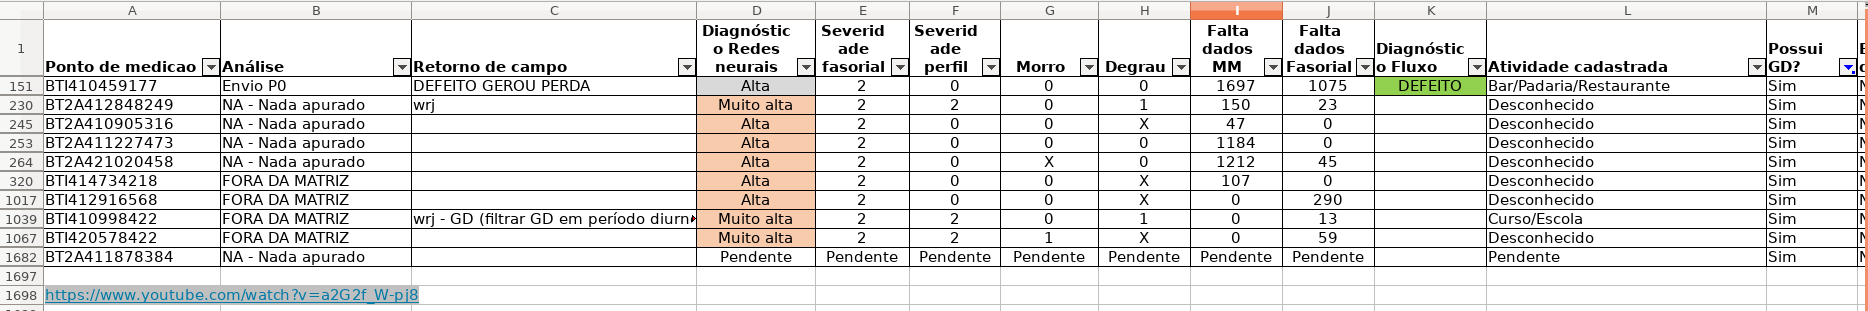 A B C D E F G H I J K L M
1 Ponto de medicao Análise Retorno de campo Diagnóstic o Redes neurais Severid ade fasorial Severid ade perfil Morro Degrau Falta dados MM Falta dados Fasorial Diagnóstic o Fluxo Atividade cadastrada Possui GD?
151 BTI410459177 Envio P0 DEFEITO GEROU PERDA Alta 2 0 0 0 1697 1075 DEFEITO Bar/Padaria/Restaurante Sim
230 BT2A412848249 NA - Nada apurado wrj Muito alta 2 2 0 1 150 23 Desconhecido Sim
245 BT2A410905316 NA - Nada apurado Alta 2 0 0 X 47 0 Desconhecido Sim
253 BT2A411227473 NA - Nada apurado Alta 2 0 0 0 1184 0 Desconhecido Sim
264 BT2A421020458 NA - Nada apurado Alta 2 0 X 0 1212 45 Desconhecido Sim
320 BTI414734218 FORA DA MATRIZ Alta 2 0 0 X 107 0 Desconhecido Sim
1017 BTI412916568 FORA DA MATRIZ Alta 2 0 0 X 0 290 Desconhecido Sim
1039 BTI410998422 FORA DA MATRIZ wrj - GD (filtrar GD em período diurn Muito alta 2 2 0 1 0 13 Curso/Escola Sim
1067 BTI420578422 FORA DA MATRIZ Muito alta 2 2 1 X 0 59 Desconhecido Sim
1682 BT2A411878384 NA - Nada apurado Pendente Pendente Pendente Pendente Pendente Pendente Pendente Pendente Sim
1697
1698 https://www.youtube.com/watch?v=a2G2f_W-pj8